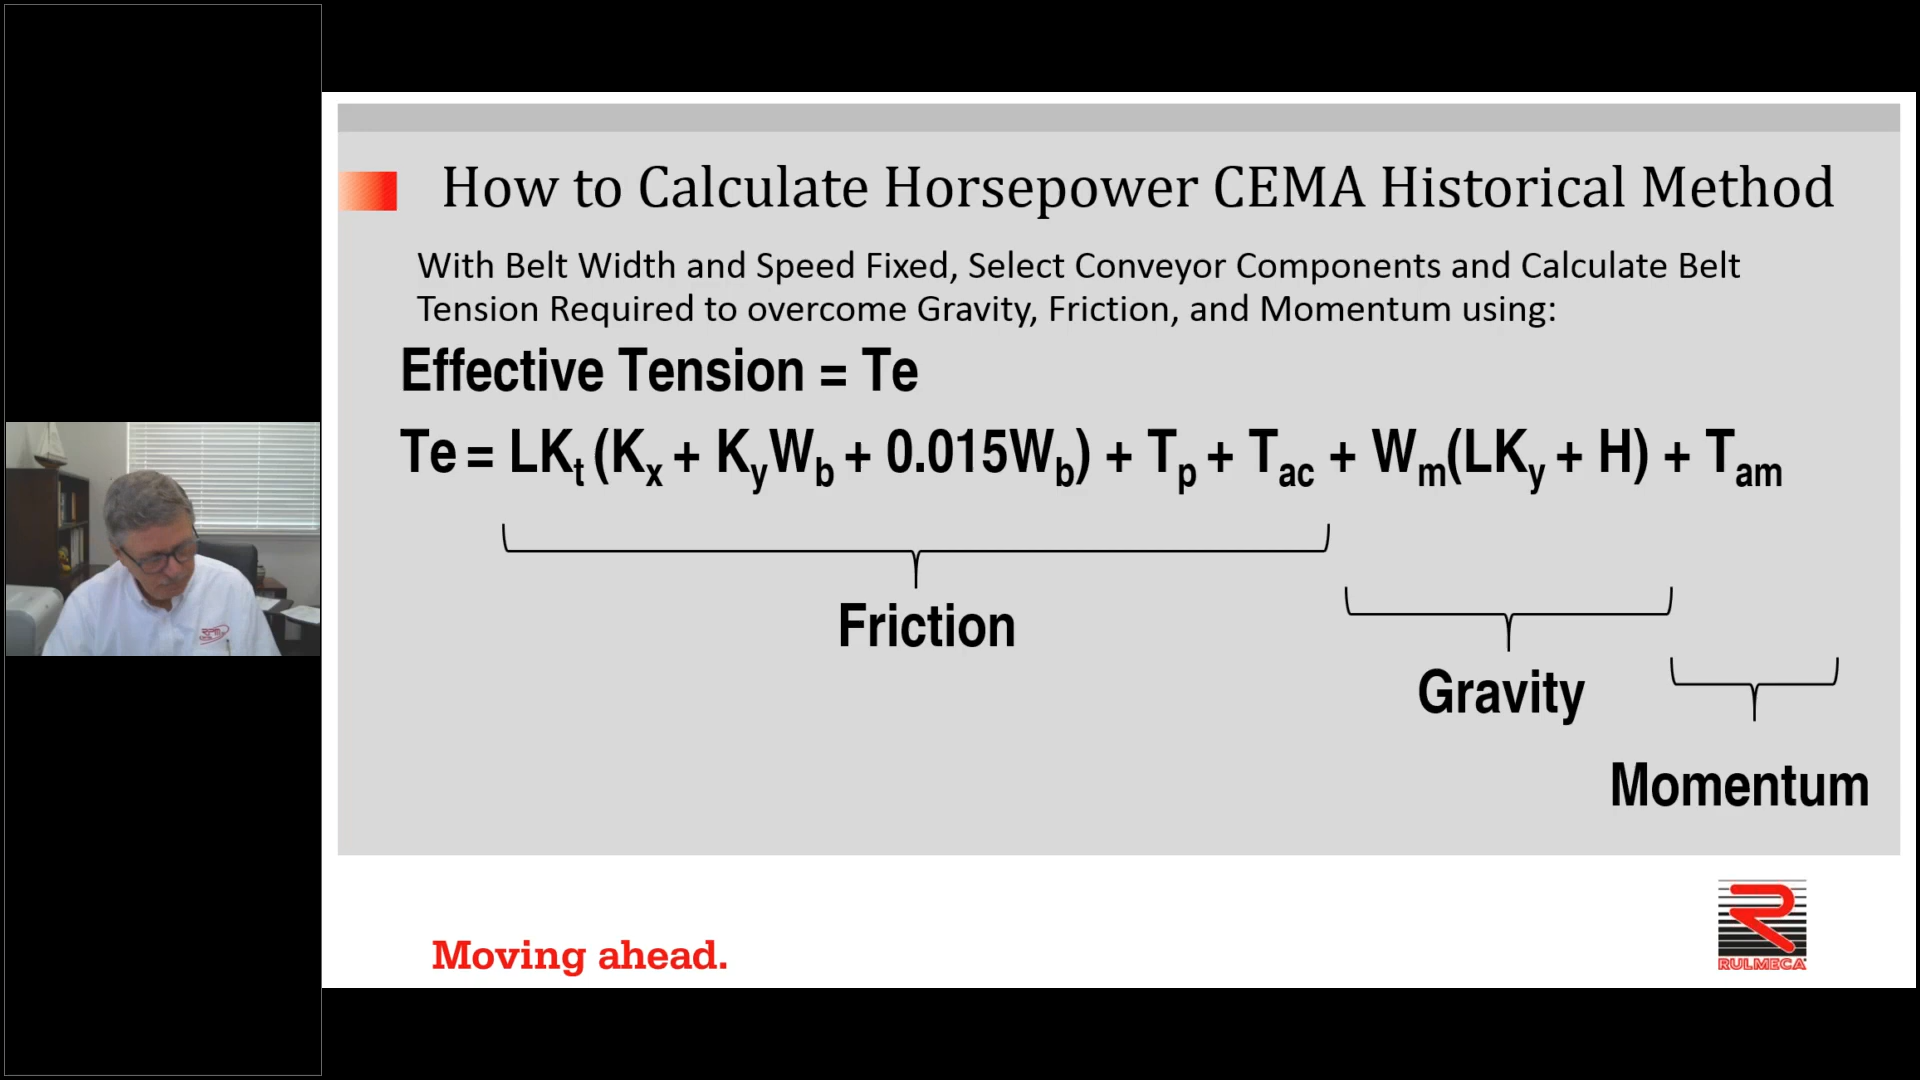 How to Calculate Horsepower CEMA Historical Method
With Belt Width and Speed Fixed, Select Conveyor Components and Calculate Belt
Tension Required to overcome Gravity, Friction, and Momentum using:
Effective Tension = Te
Te = LKt (Kx + KyWb + 0.015Wb) + Tp + Tac + Wm(LKy + H) + Tam
Friction
Gravity
Momentum
Moving ahead.
RULMECA